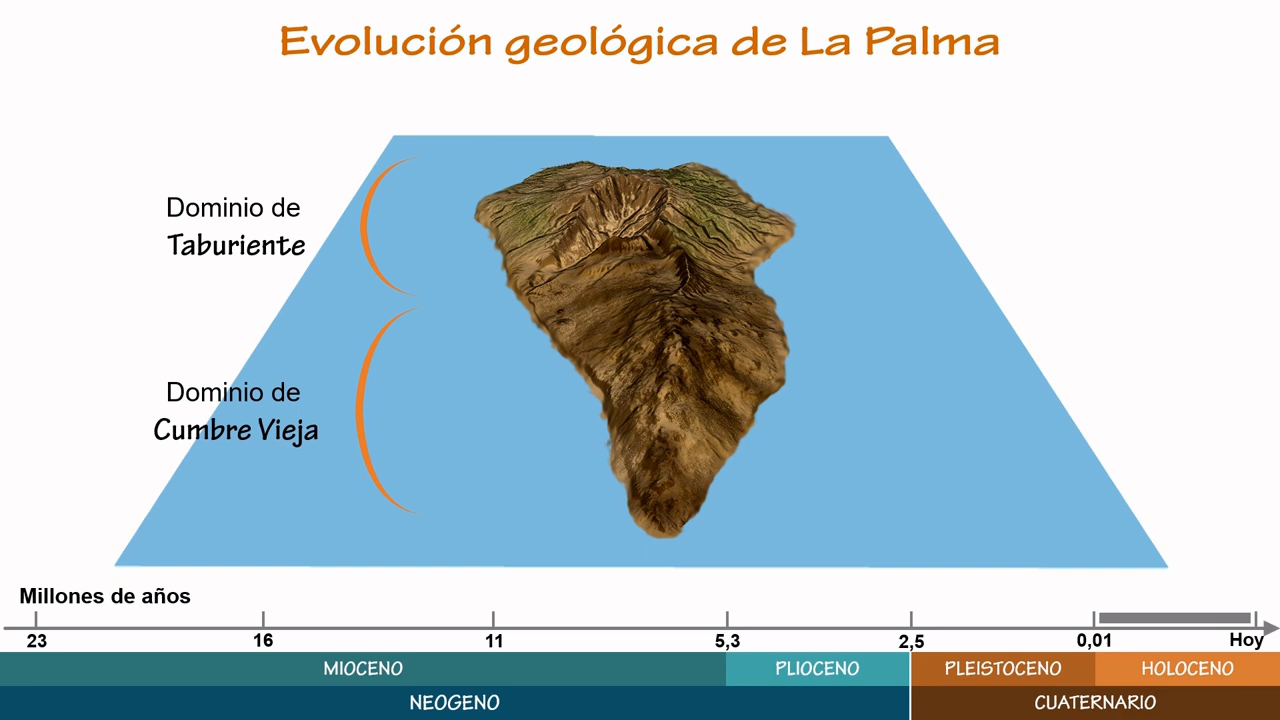 Evolución geológica de La Palma
Dominio de
Taburiente
Dominio de
Cumbre Vieja
Millones de años
23 16 11 5,3 2,5 0,01 Hoy
MIOCENO PLIOCENO PLEISTOCENO HOLOCENO
NEOGENO CUATERNARIO